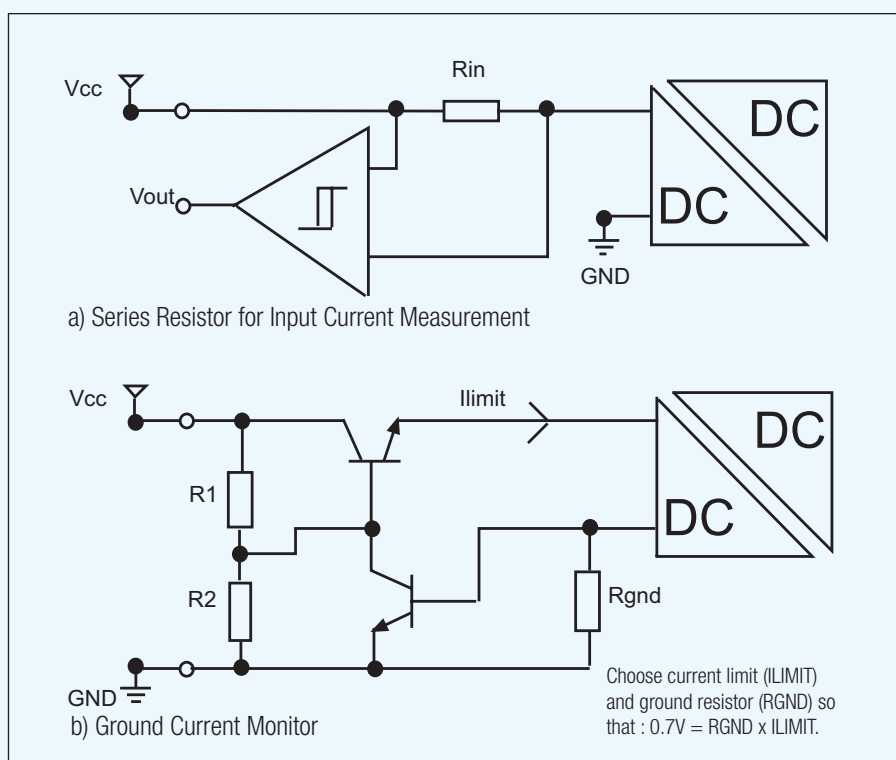 Rin
Vcc
DC
Vout
DC
GND
a) Series Resistor for Input Current Measurement
Vcc
Ilimit
DC
R1
DC
R2
Rgnd
GND
Choose current limit (ILIMIT)
and ground resistor (RGND) so
that : 0.7V = RGND x ILIMIT.
b) Ground Current Monitor